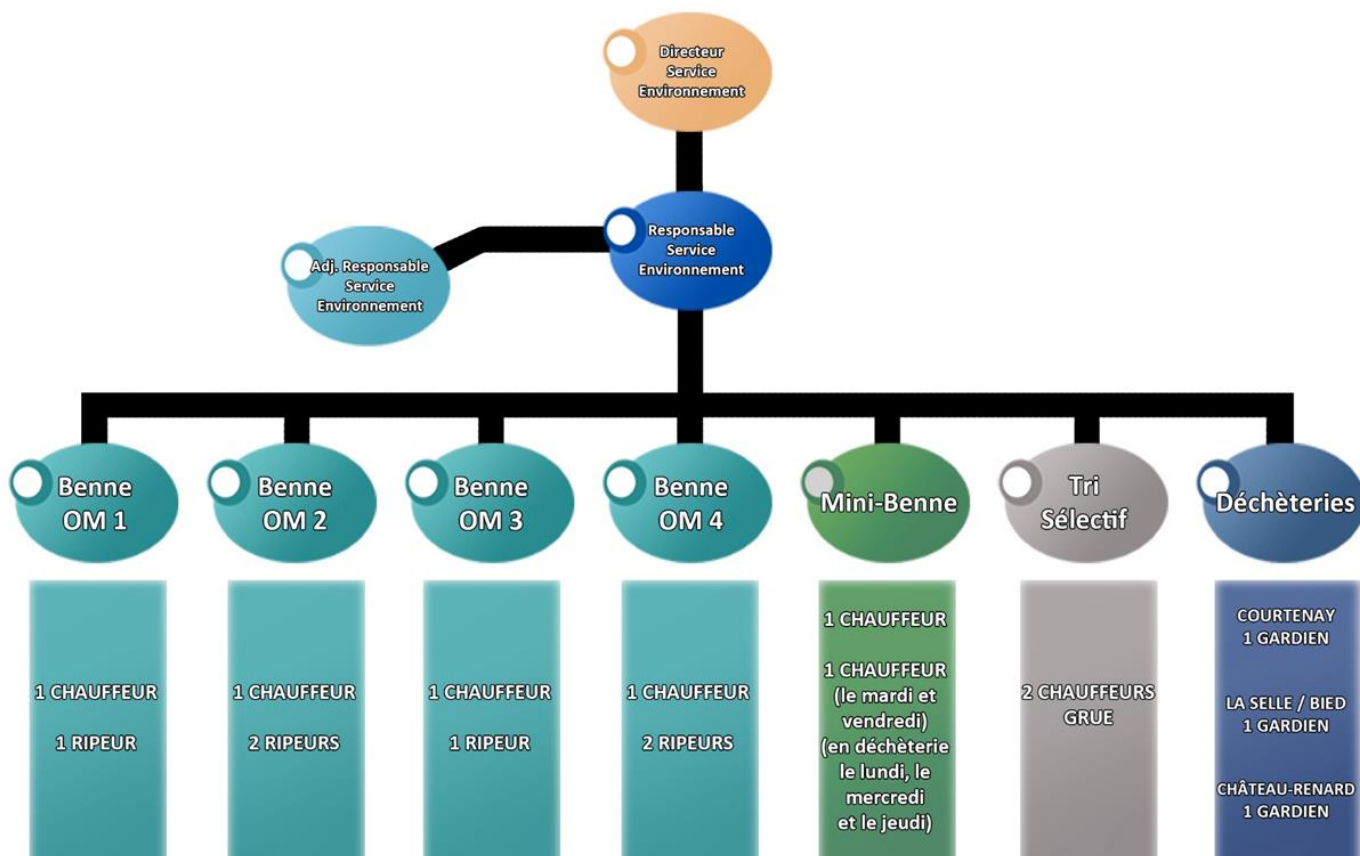 Directeur
Service
Environnement
Responsable
Service
Environnement
Adj. Responsable
Service
Environnement
Benne
OM 1
Benne
OM 2
Benne
OM 3
Benne
OM 4
Mini-Benne
Tri
Sélectif
Déchèteries
1 CHAUFFEUR
1 RIPEUR
1 CHAUFFEUR
2 RIPEURS
1 CHAUFFEUR
1 RIPEUR
1 CHAUFFEUR
2 RIPEURS
1 CHAUFFEUR
1 CHAUFFEUR
(le mardi et
vendredi)
(en déchèterie
le lundi, le
mercredi
et le jeudi)
2 CHAUFFEURS
GRUE
COURTENAY
1 GARDIEN
LA SELLE / BIED
1 GARDIEN
CHÂTEAU-RENARD
1 GARDIEN